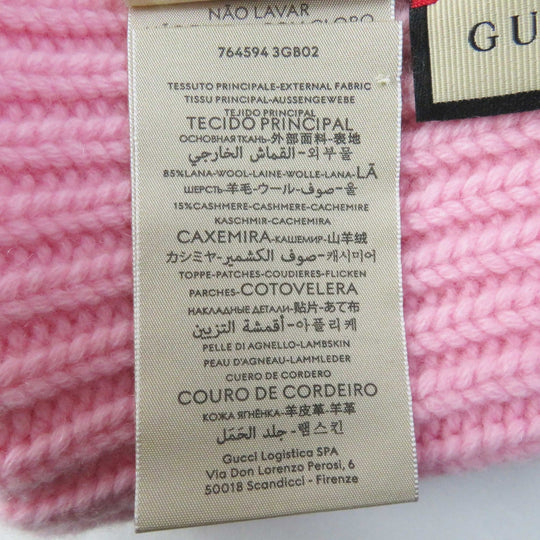 NÃO LAVAR
764594 3GB02
GU
TESSUTO PRINCIPALE-EXTERNAL FABRIC
TISSU PRINCIPAL-AUSSENGEWEBE
TEJIDO PRINCIPAL
TECIDO PRINCIPAL
ОСНОВНАЯ ТКАНЬ-外部面料-表地
القماش الخارجي-외부물
85%LANA-WOOL-LAINE-WOLLE-LANA-LÃ
ШЕРСТЬ-羊毛-ウール-صوف-울
15%CASHMERE-CASHMERE-CACHEMIRE
KASCHMIR-CACHEMIRA
CAXEMIRA-КАШЕМИР-山羊绒
カシミヤ-صوف الكشمير-캐시미어
TOPPE-PATCHES-COUDIERES-FLICKEN
PARCHES-COTOVELERA
НАКЛАДНЫЕ ДЕТАЛИ-贴片-あて布
أقمشة التزيين-아플리케
PELLE DI AGNELLO-LAMBSKIN
PEAU D'AGNEAU-LAMMLEDER
CUERO DE CORDERO
COURO DE CORDEIRO
КОЖА ЯГНЁНКА-羊皮革-羊革
جلد الحَمَل-램스킨
Gucci Logistica SPA
Via Don Lorenzo Perosi, 6
50018 Scandicci - Firenze